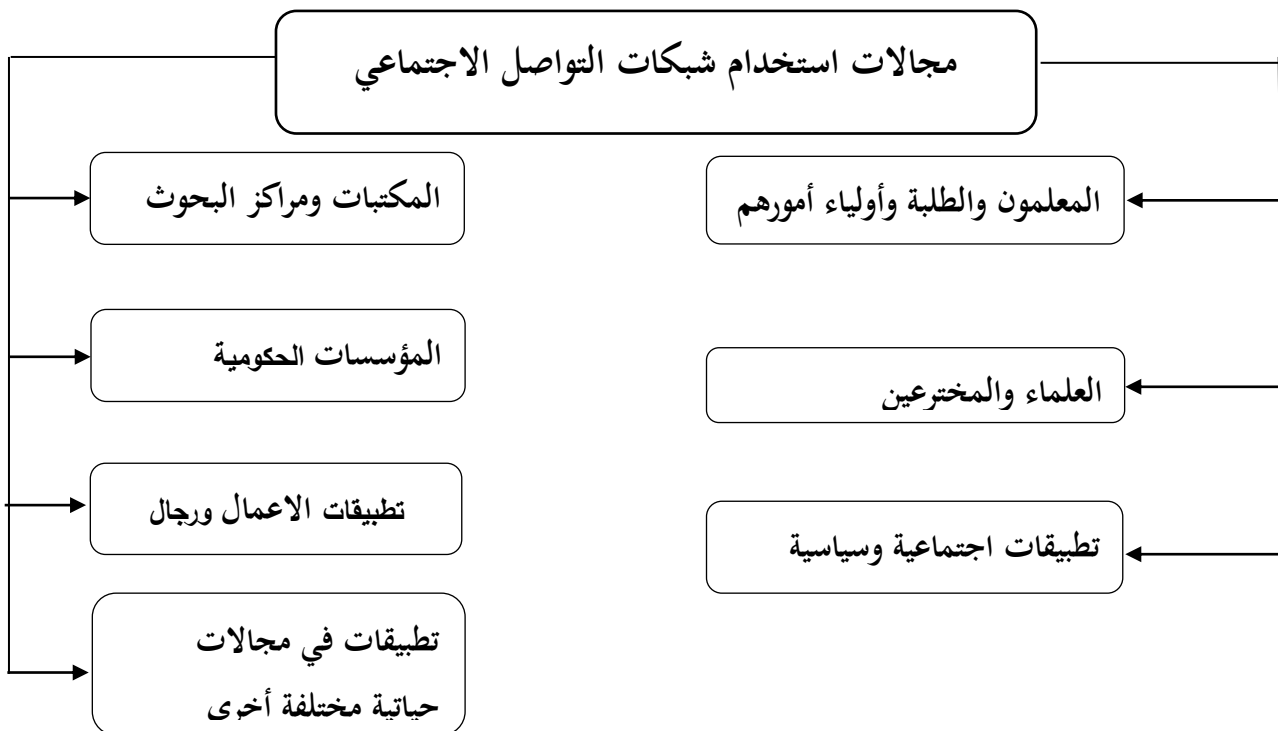 مجالات استخدام شبكات التواصل الاجتماعي
المعلمون والطلبة وأولياء أمورهم
المكتبات ومراكز البحوث
المؤسسات الحكومية
العلماء والمخترعين
تطبيقات الاعمال ورجال
تطبيقات اجتماعية وسياسية
تطبيقات في مجالات
حياتية مختلفة أخرى